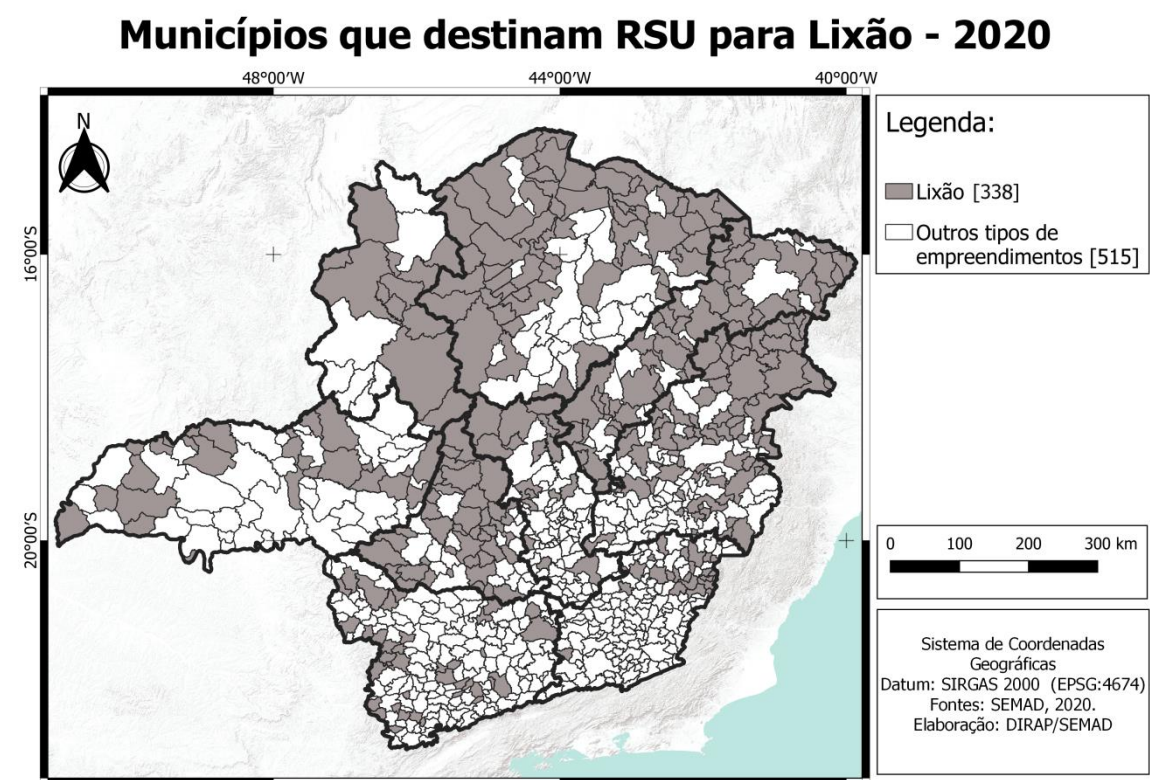 Municípios que destinam RSU para Lixão - 2020
48°00'W
44°00'W
40°00'W
N
16°00'S
20°00'S
Legenda:
Lixão [338]
Outros tipos de
empreendimentos [515]
0 100 200 300 km
Sistema de Coordenadas
Geográficas
Datum: SIRGAS 2000 (EPSG:4674)
Fontes: SEMAD, 2020.
Elaboração: DIRAP/SEMAD